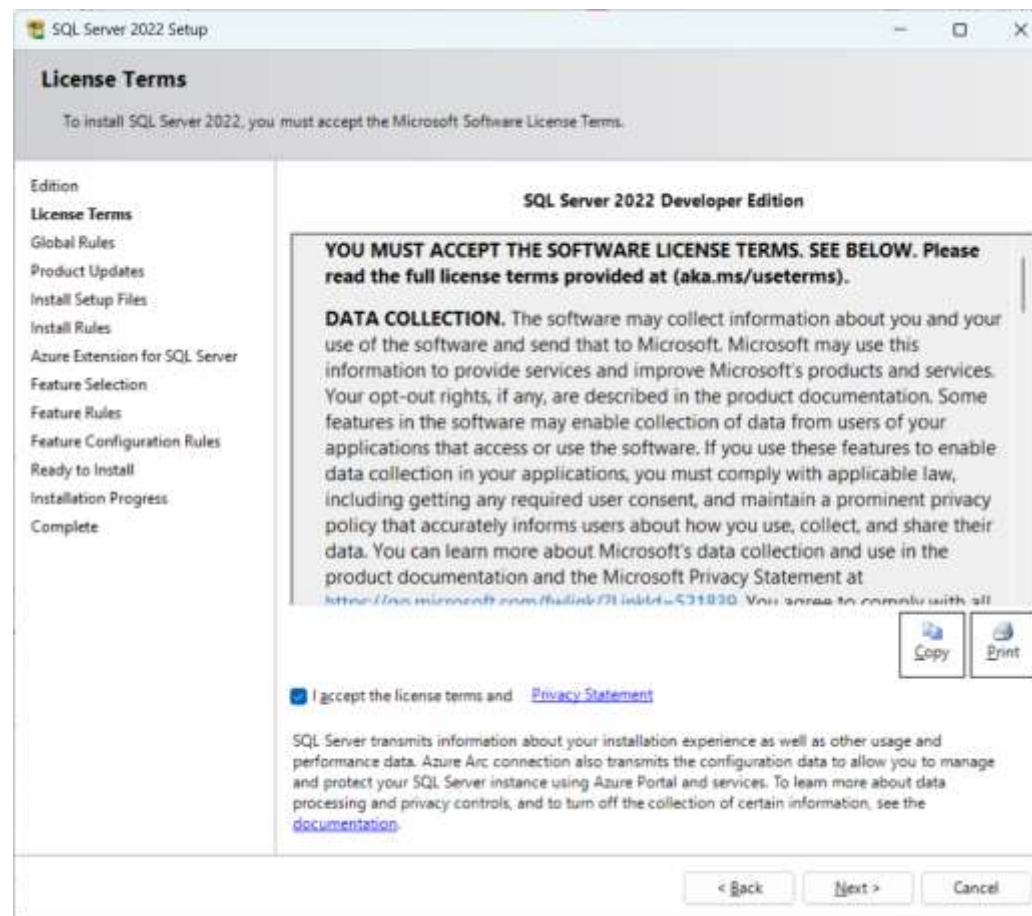 SQL Server 2022 Setup
License Terms
To install SQL Server 2022, you must accept the Microsoft Software License Terms.
Edition
License Terms
Global Rules
Product Updates
Install Setup Files
Install Rules
Azure Extension for SQL Server
Feature Selection
Feature Rules
Feature Configuration Rules
Ready to Install
Installation Progress
Complete
SQL Server 2022 Developer Edition
YOU MUST ACCEPT THE SOFTWARE LICENSE TERMS. SEE BELOW. Please
read the full license terms provided at (aka.ms/useterms).
DATA COLLECTION. The software may collect information about you and your
use of the software and send that to Microsoft. Microsoft may use this
information to provide services and improve Microsoft's products and services.
Your opt-out rights, if any, are described in the product documentation. Some
features in the software may enable collection of data from users of your
applications that access or use the software. If you use these features to enable
data collection in your applications, you must comply with applicable law,
including getting any required user consent, and maintain a prominent privacy
policy that accurately informs users about how you use, collect, and share their
data. You can learn more about Microsoft's data collection and use in the
product documentation and the Microsoft Privacy Statement at
https://go.microsoft.com/fwlink/?LinkId=521839. You agree to comply with all
Copy
Print
I accept the license terms and Privacy Statement
SQL Server transmits information about your installation experience as well as other usage and
performance data. Azure Arc connection also transmits the configuration data to allow you to manage
and protect your SQL Server instance using Azure Portal and services. To learn more about data
processing and privacy controls, and to turn off the collection of certain information, see the
documentation.
< Back
Next >
Cancel